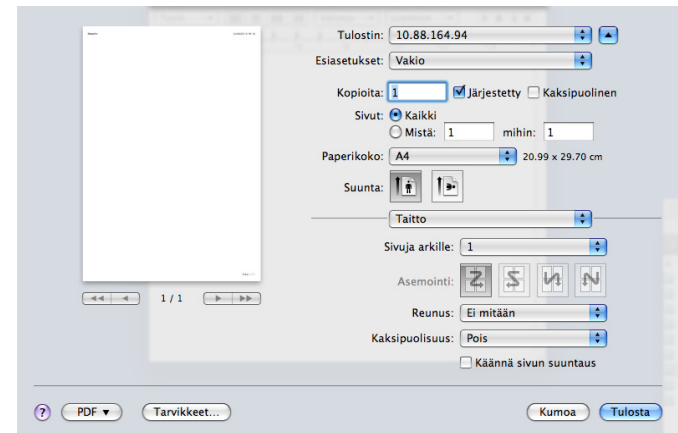 Tulostin: 10.88.164.94
Esiasetukset: Vakio
Kopioita: 1 Järjestetty Kaksipuolinen
Sivut: Kaikki
Mistä: 1 mihin: 1
Paperikoko: A4 20.99 x 29.70 cm
Suunta:
Taitto
Sivuja arkille: 1
Asemointi:
1 / 1
Reunus: Ei mitään
Kaksipuolisuus: Pois
Käännä sivun suuntaus
? PDF ▼ Tarvikkeet... Kumoa Tulosta